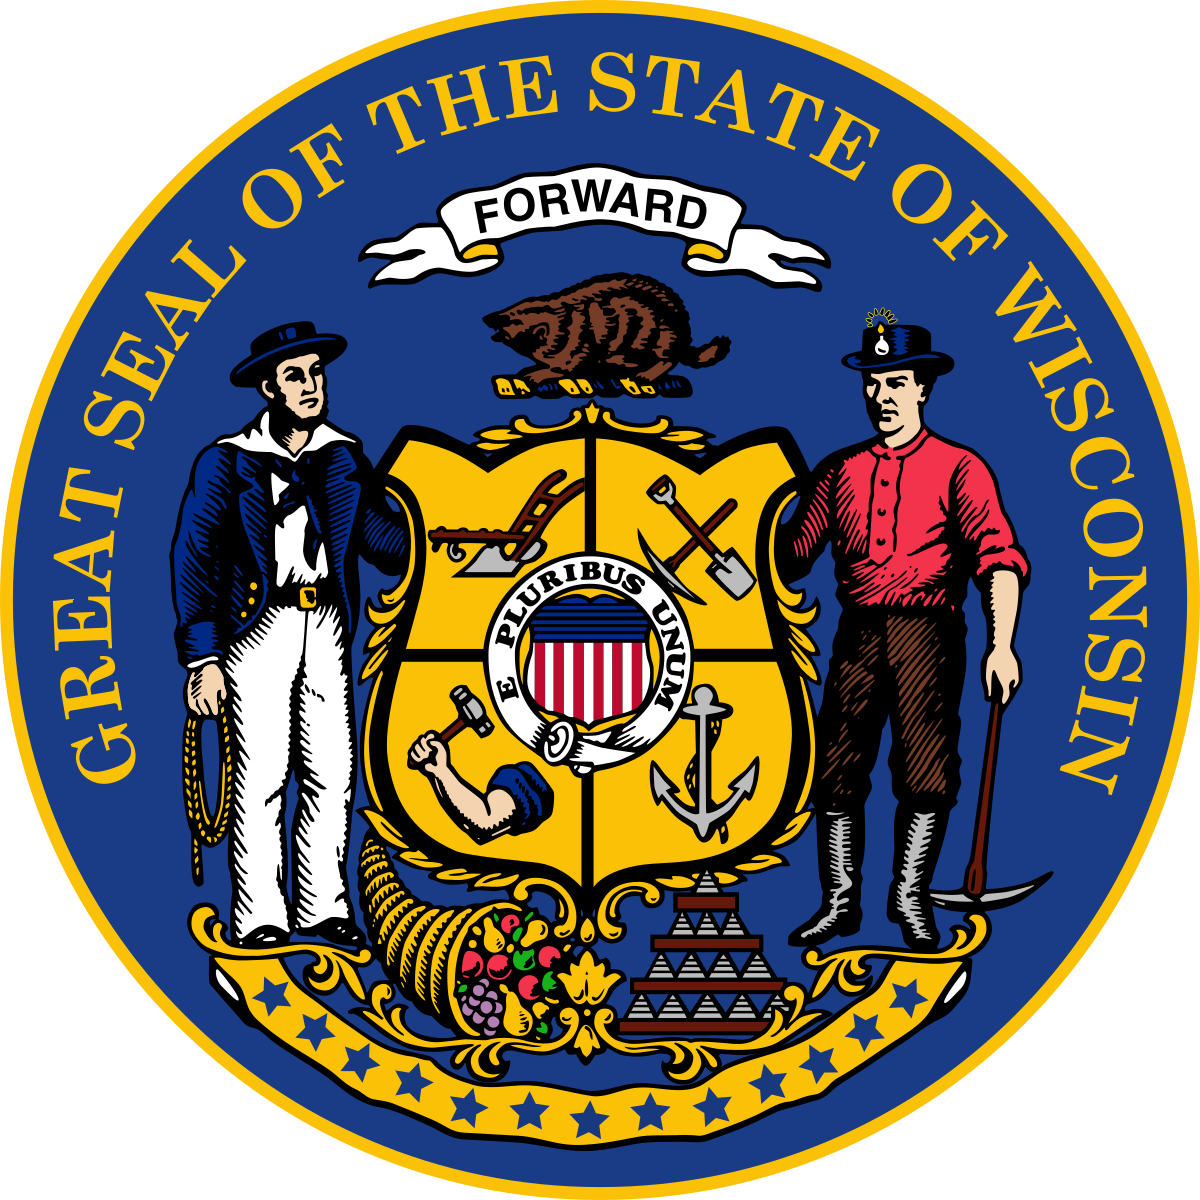 GREAT SEAL OF THE STATE OF WISCONSIN
FORWARD
E PLURIBUS UNUM